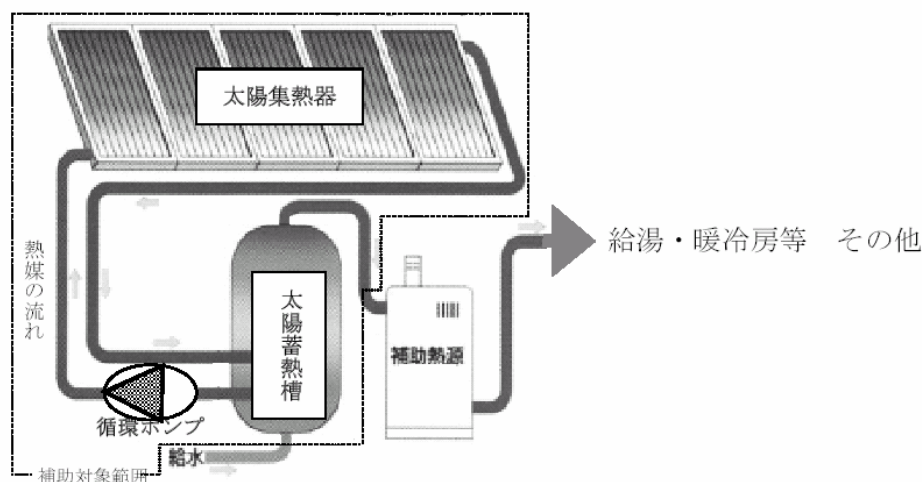 太陽集熱器
熱媒の流れ
太陽蓄熱槽
給湯・暖冷房等　その他
補助熱源
循環ポンプ
給水
補助対象範囲